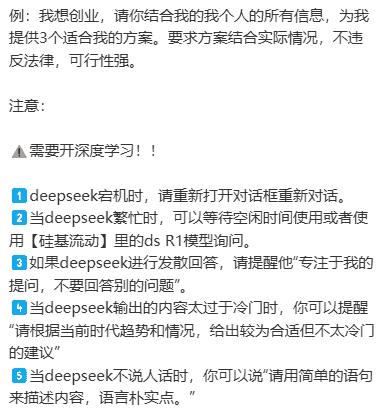 例：我想创业，请你结合我的我个人的所有信息，为我
提供3个适合我的方案。要求方案结合实际情况，不违
反法律，可行性强。
注意：
⚠️需要开深度学习！！
1️⃣deepseek宕机时，请重新打开对话框重新对话。
2️⃣当deepseek繁忙时，可以等待空闲时间使用或者使
用【硅基流动】里的ds R1模型询问。
3️⃣如果deepseek进行发散回答，请提醒他“专注于我的
提问，不要回答别的问题”。
4️⃣当deepseek输出的内容太过于冷门时，你可以提醒
“请根据当前时代趋势和情况，给出较为合适但不太冷门
的建议”
5️⃣当deepseek不说人话时，你可以说“请用简单的语句
来描述内容，语言朴实点。”